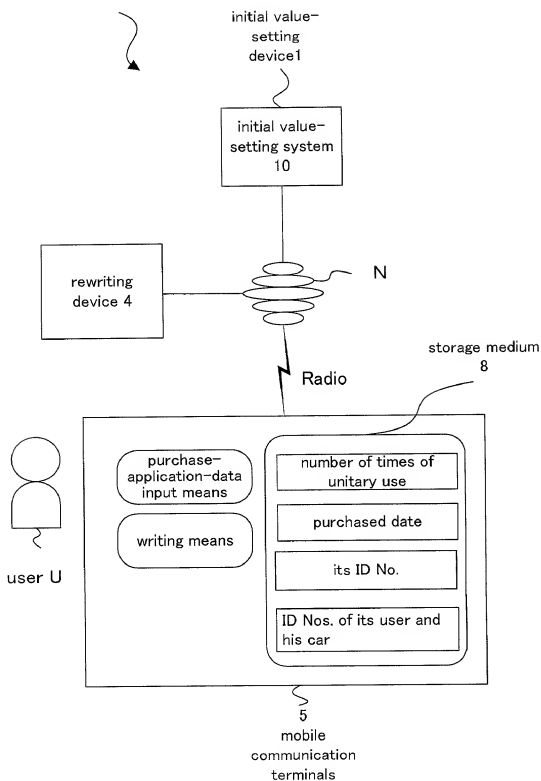 initial value-
setting
device1
initial value-
setting system
10
rewriting
device 4
N
Radio
storage medium
8
purchase-
application-data
input means
writing means
number of times of
unitary use
purchased date
its ID No.
ID Nos. of its user and
his car
user U
5
mobile
communication
terminals